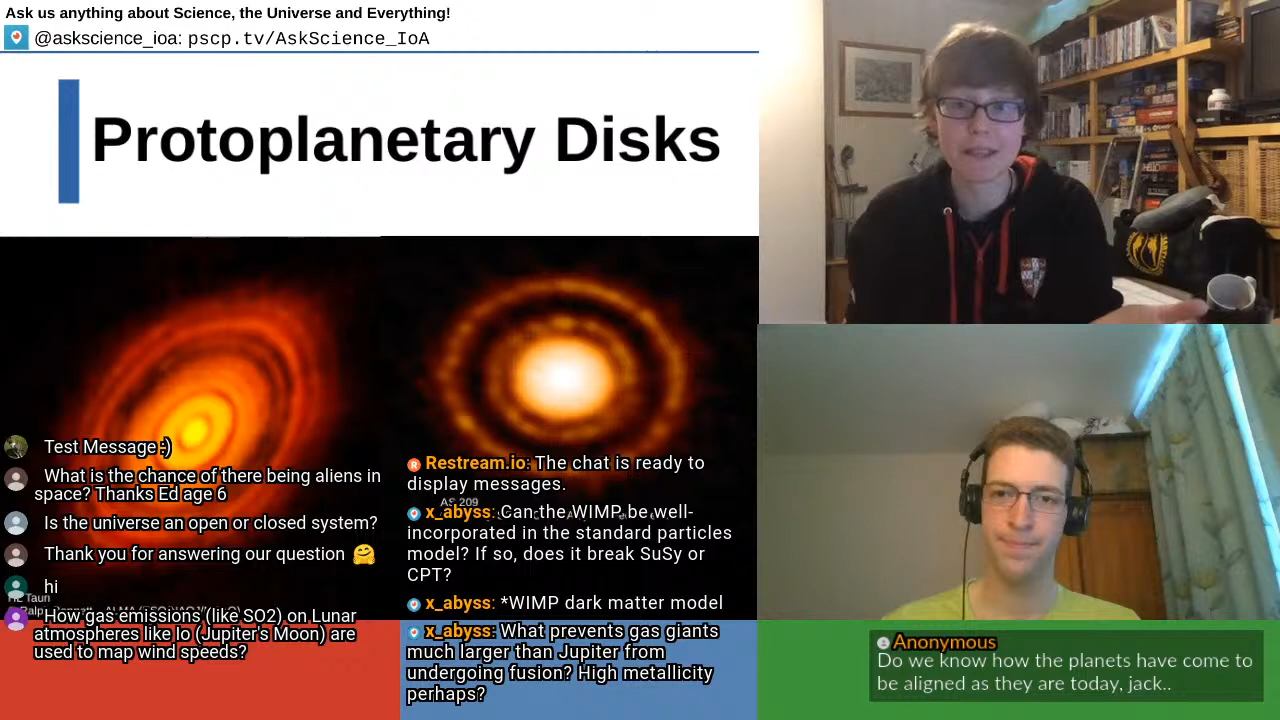 Ask us anything about Science, the Universe and Everything!
@askscience_ioa: pscp.tv/AskScience_IoA
Protoplanetary Disks
Test Message :)
What is the chance of there being aliens in
space? Thanks Ed age 6
Is the universe an open or closed system?
Thank you for answering our question 🤗
hi
HL Tauri
How gas emissions (like SO2) on Lunar
atmospheres like Io (Jupiter's Moon) are
used to map wind speeds?
Restream.io: The chat is ready to
display messages.
AS 209
x_abyss: Can the WIMP be well-
incorporated in the standard particles
model? If so, does it break SuSy or
CPT?
x_abyss: *WIMP dark matter model
x_abyss: What prevents gas giants
much larger than Jupiter from
undergoing fusion? High metallicity
perhaps?
Anonymous
Do we know how the planets have come to
be aligned as they are today, jack..